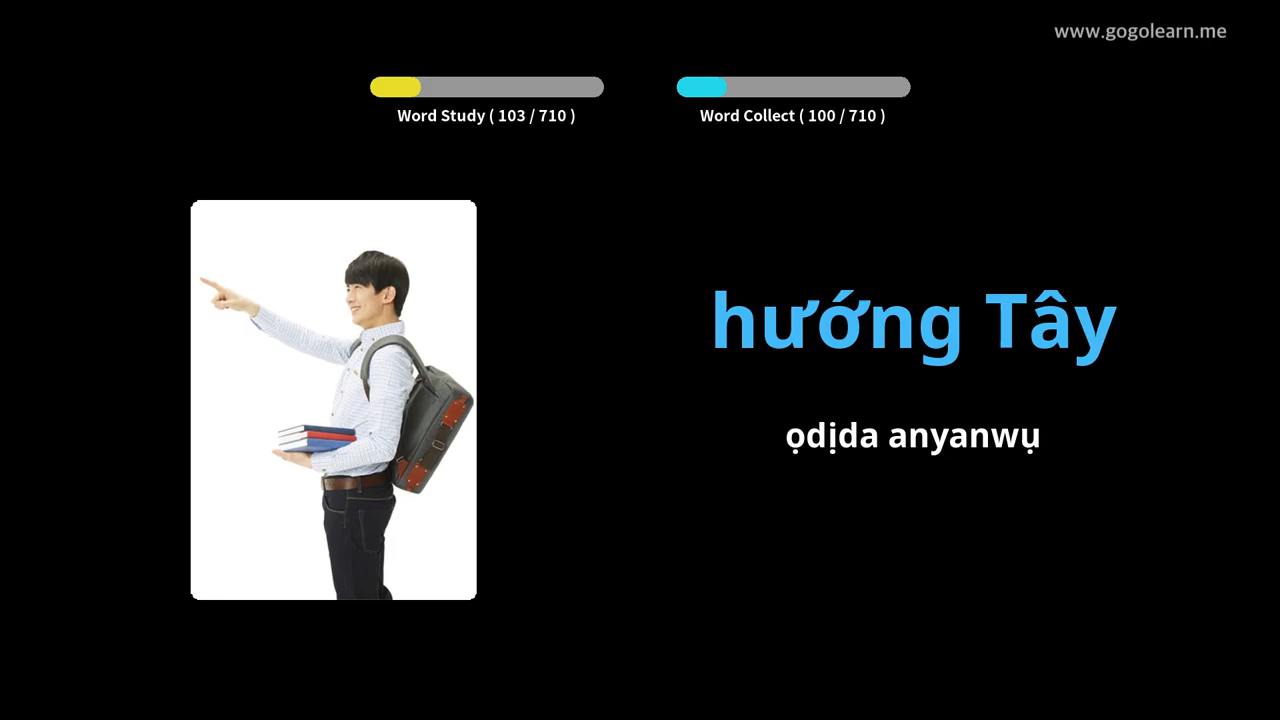 www.gogolearn.me
Word Study ( 103 / 710 )
Word Collect ( 100 / 710 )
hướng Tây
ọdịda anyanwụ